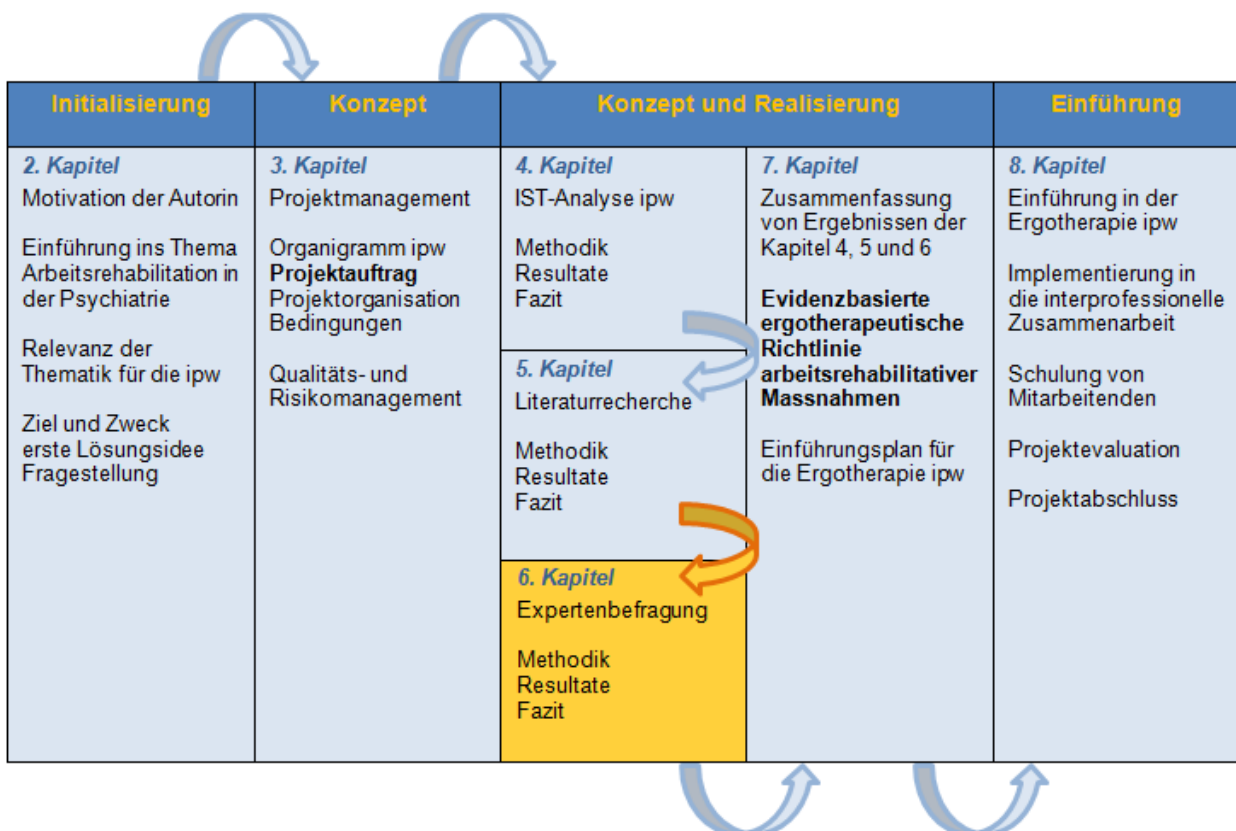 Initialisierung
Konzept
Konzept und Realisierung
Einführung
2. Kapitel
Motivation der Autorin
Einführung ins Thema
Arbeitsrehabilitation in
der Psychiatrie
Relevanz der
Thematik für die ipw
Ziel und Zweck
erste Lösungsidee
Fragestellung
3. Kapitel
Projektmanagement
Organigramm ipw
Projektauftrag
Projektorganisation
Bedingungen
Qualitäts- und
Risikomanagement
4. Kapitel
IST-Analyse ipw
Methodik
Resultate
Fazit
5. Kapitel
Literaturrecherche
Methodik
Resultate
Fazit
6. Kapitel
Expertenbefragung
Methodik
Resultate
Fazit
7. Kapitel
Zusammenfassung
von Ergebnissen der
Kapitel 4, 5 und 6
Evidenzbasierte
ergotherapeutische
Richtlinie
arbeitsrehabilitativer
Massnahmen
Einführungsplan für
die Ergotherapie ipw
8. Kapitel
Einführung in der
Ergotherapie ipw
Implementierung in
die interprofessionelle
Zusammenarbeit
Schulung von
Mitarbeitenden
Projektevaluation
Projektabschluss